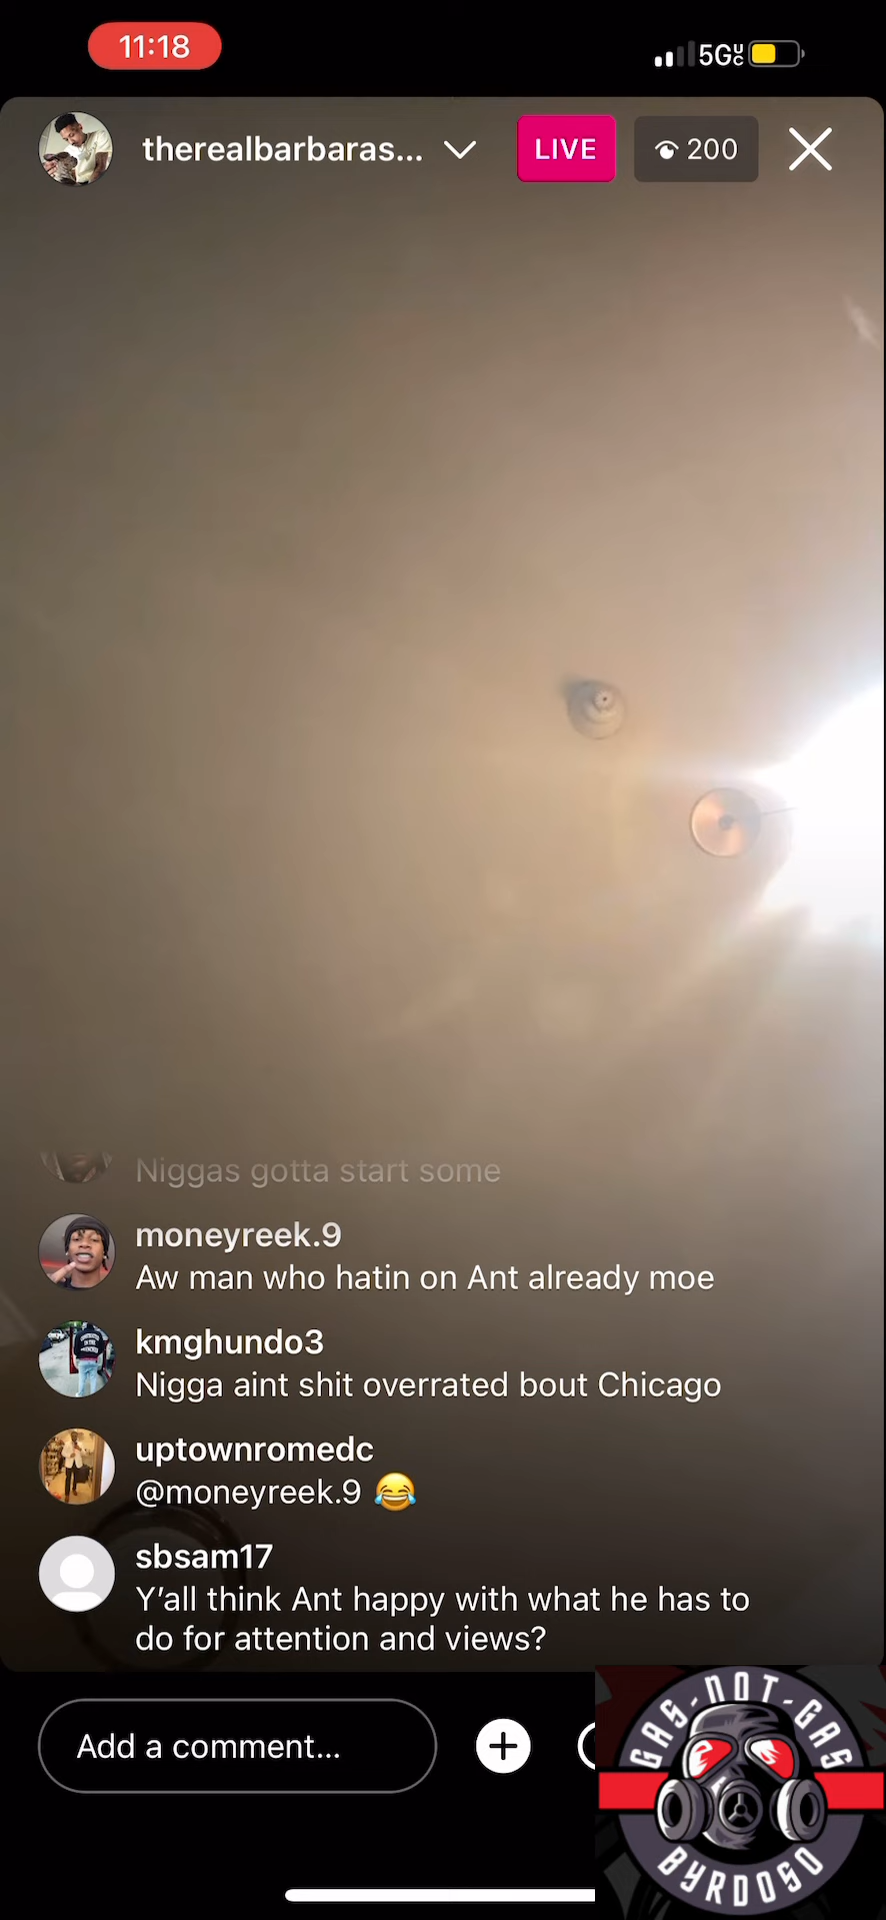 11:18
5G
therealbarbaras...
LIVE
200
Niggas gotta start some
moneyreek.9
Aw man who hatin on Ant already moe
kmghundo3
Nigga aint shit overrated bout Chicago
uptownromedc
@moneyreek.9 😂
sbsam17
Y'all think Ant happy with what he has to
do for attention and views?
Add a comment...
GAS-NOT-GAS
BYRDOSO